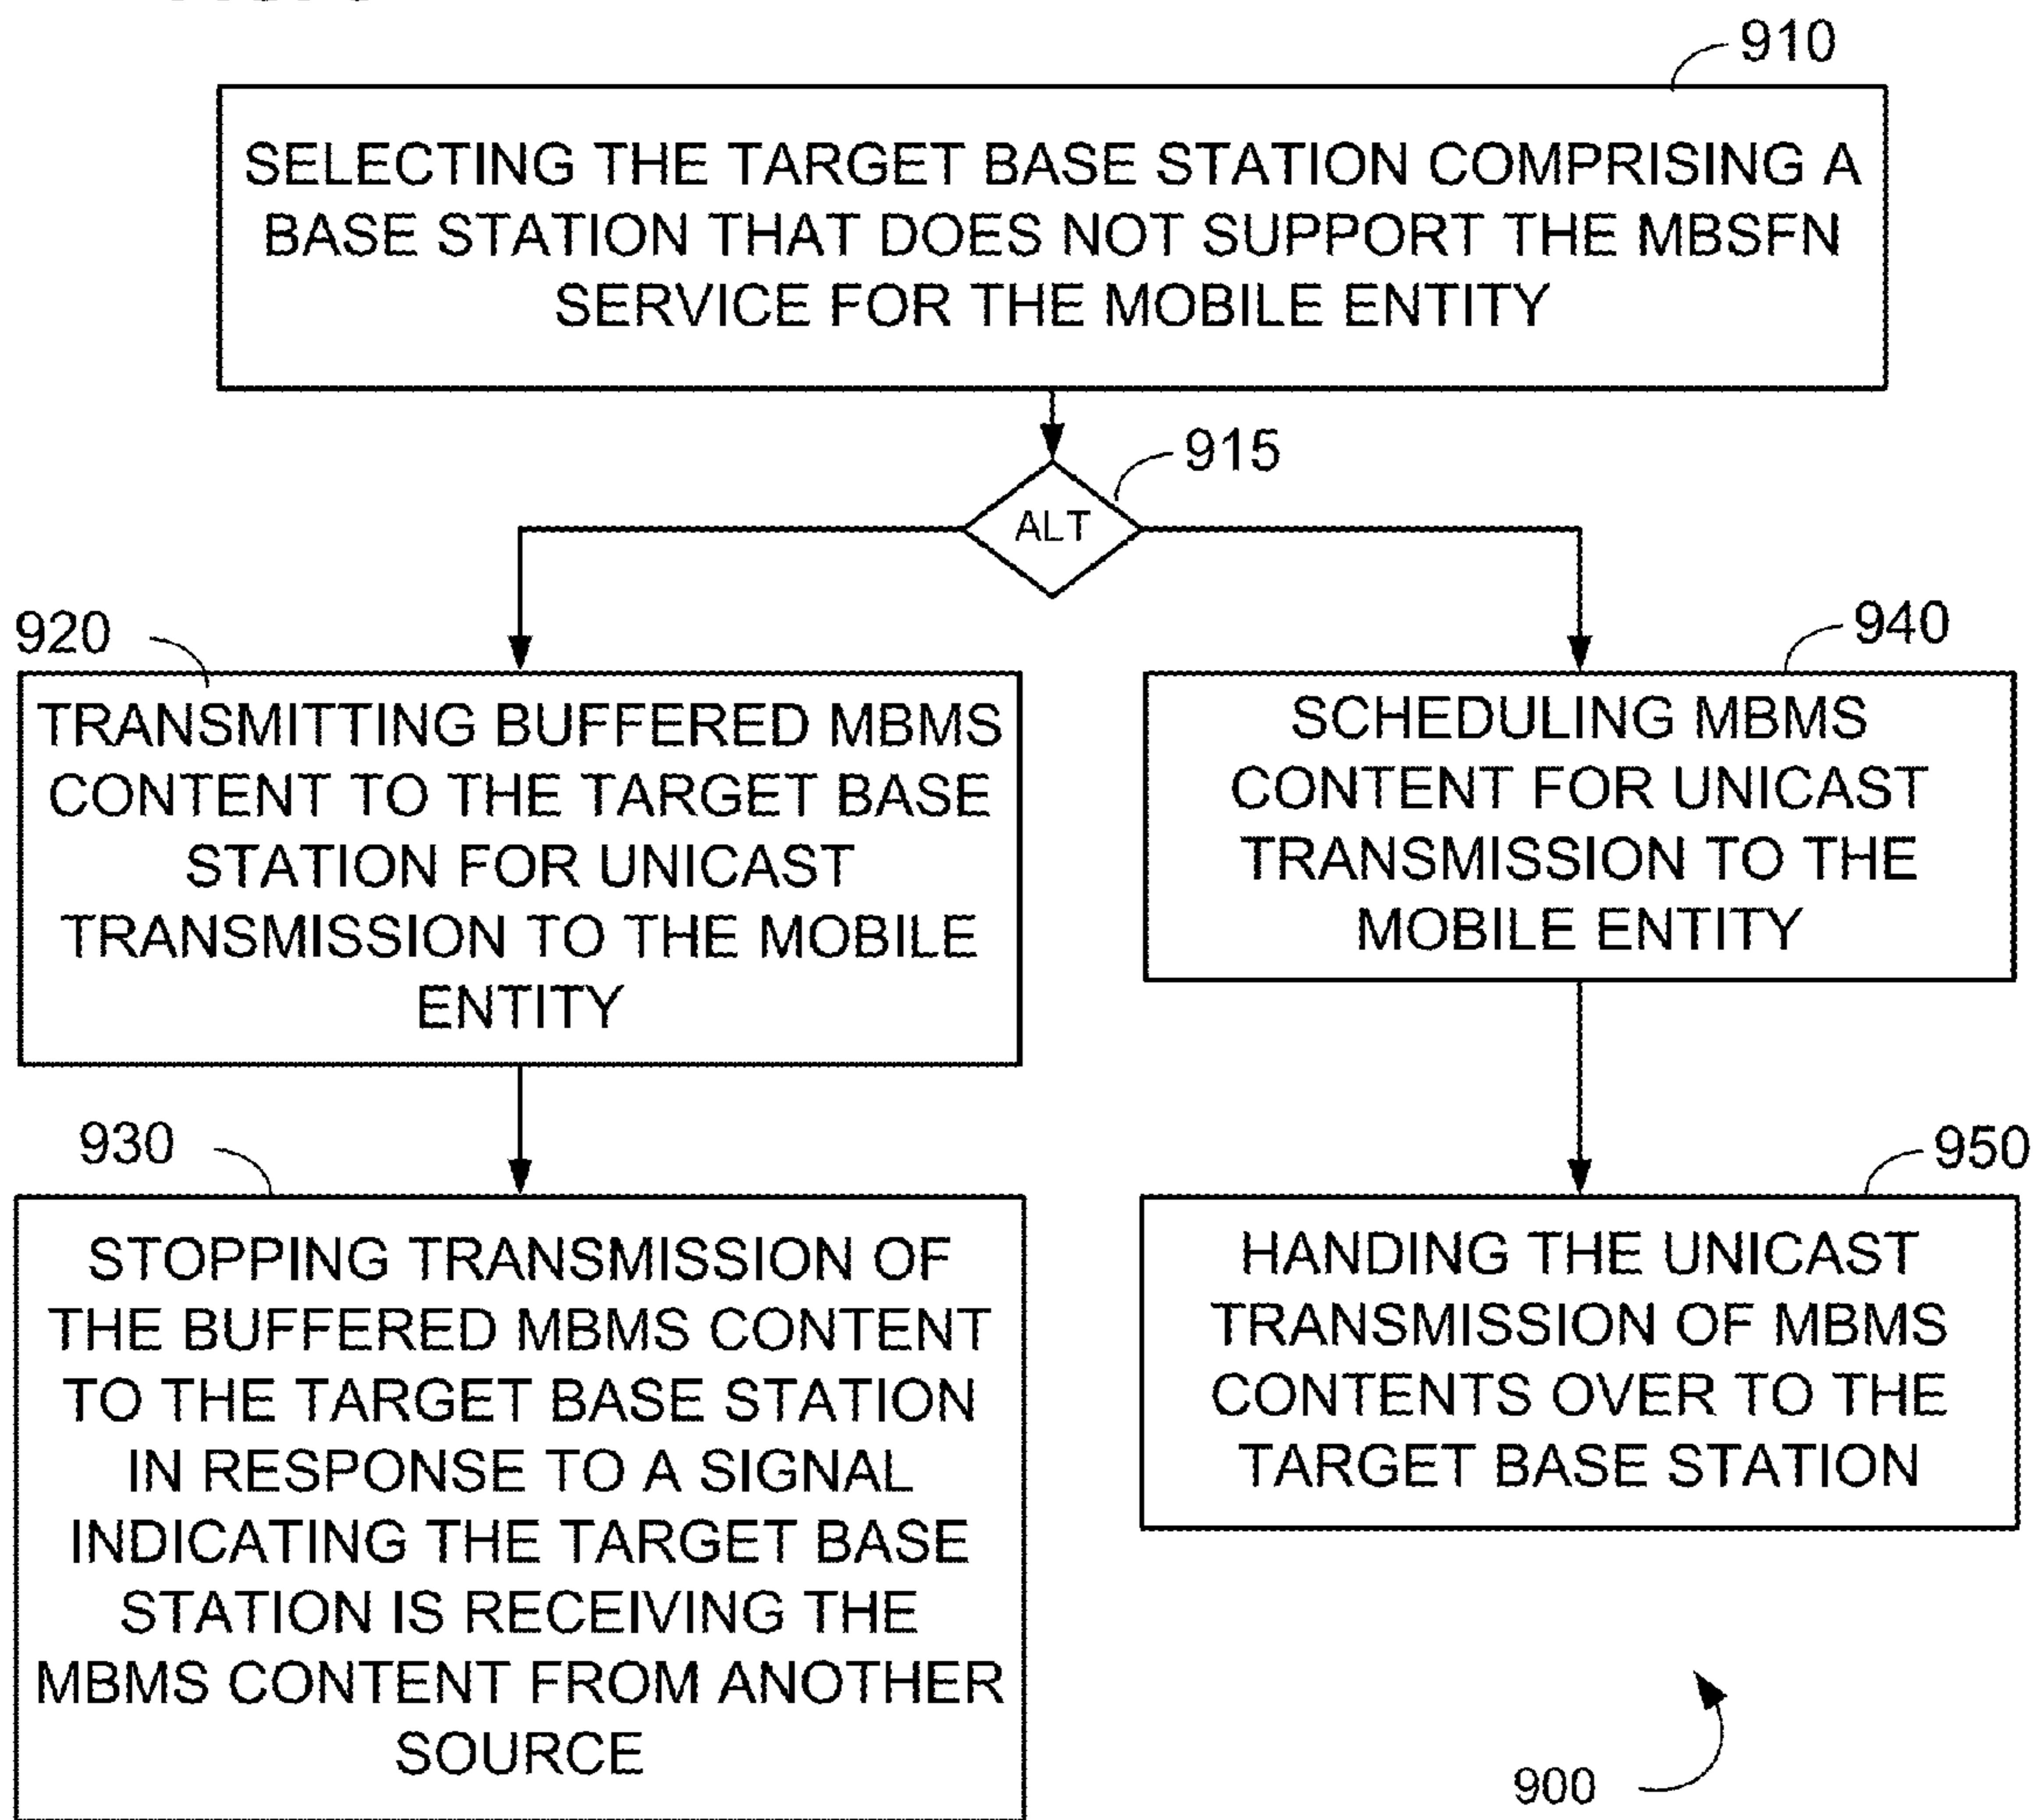 910
SELECTING THE TARGET BASE STATION COMPRISING A
BASE STATION THAT DOES NOT SUPPORT THE MBSFN
SERVICE FOR THE MOBILE ENTITY
915
ALT
920
TRANSMITTING BUFFERED MBMS
CONTENT TO THE TARGET BASE
STATION FOR UNICAST
TRANSMISSION TO THE MOBILE
ENTITY
940
SCHEDULING MBMS
CONTENT FOR UNICAST
TRANSMISSION TO THE
MOBILE ENTITY
930
STOPPING TRANSMISSION OF
THE BUFFERED MBMS CONTENT
TO THE TARGET BASE STATION
IN RESPONSE TO A SIGNAL
INDICATING THE TARGET BASE
STATION IS RECEIVING THE
MBMS CONTENT FROM ANOTHER
SOURCE
950
HANDING THE UNICAST
TRANSMISSION OF MBMS
CONTENTS OVER TO THE
TARGET BASE STATION
900